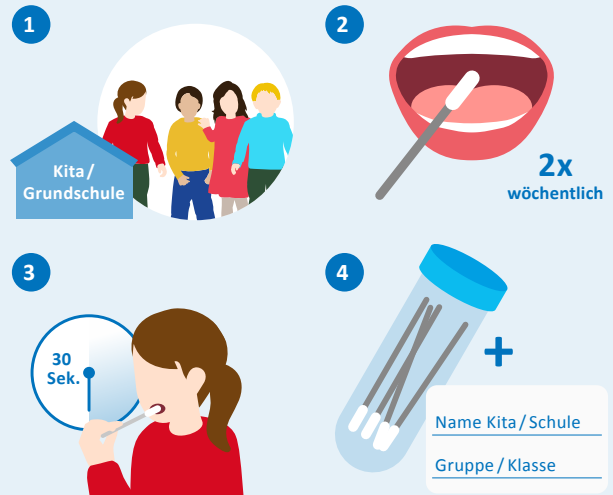 1
Kita/
Grundschule
2
2x
wöchentlich
3
30
Sek.
4
+
Name Kita/Schule
Gruppe/Klasse